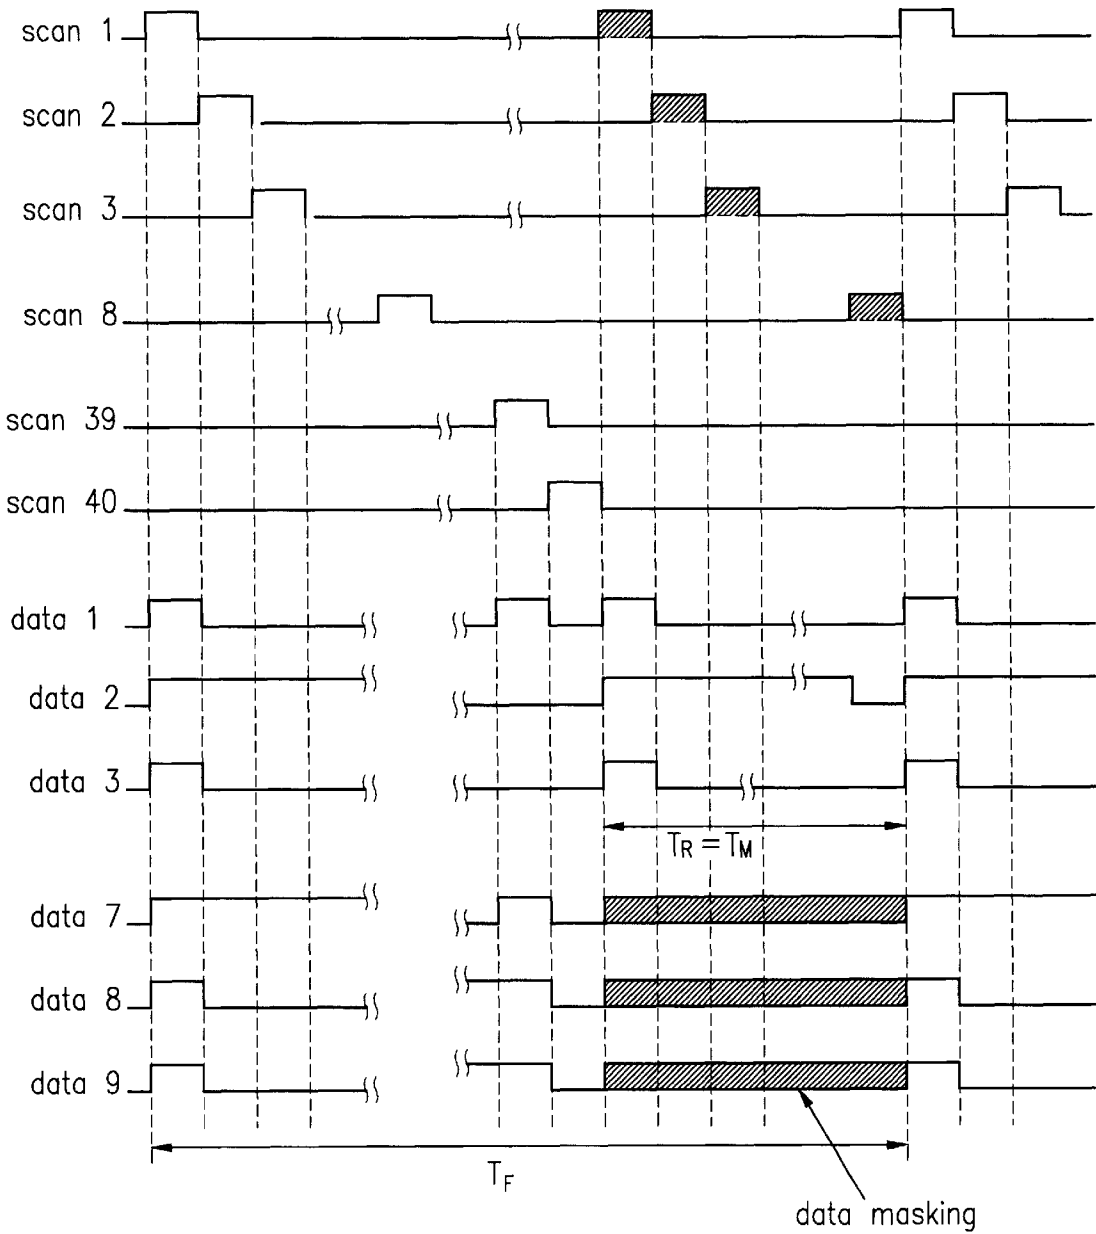 scan 1
scan 2
scan 3
scan 8
scan 39
scan 40
data 1
data 2
data 3
TR = TM
data 7
data 8
data 9
TF
data masking